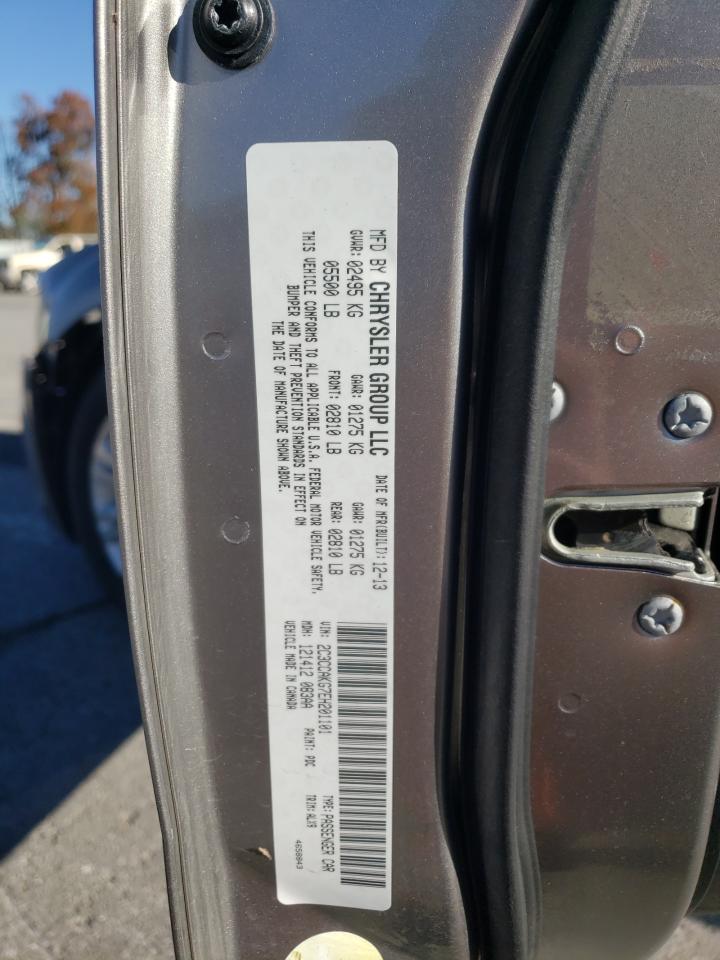 MFD BY CHRYSLER GROUP LLC DATE OF MFR(BUILT): 12-13
GVWR: 02495 KG GAWR: 01275 KG GAWR: 01275 KG
05500 LB FRONT: 02810 LB REAR: 02810 LB
THIS VEHICLE CONFORMS TO ALL APPLICABLE U.S.A. FEDERAL MOTOR VEHICLE SAFETY,
BUMPER AND THEFT PREVENTION STANDARDS IN EFFECT ON
THE DATE OF MANUFACTURE SHOWN ABOVE.
VIN: 2C3CCAKG7EH201101 TYPE: PASSENGER CAR
MDH: 121412 083AA PAINT: PDC TRIM: ALX9
VEHICLE MADE IN CANADA 4658843